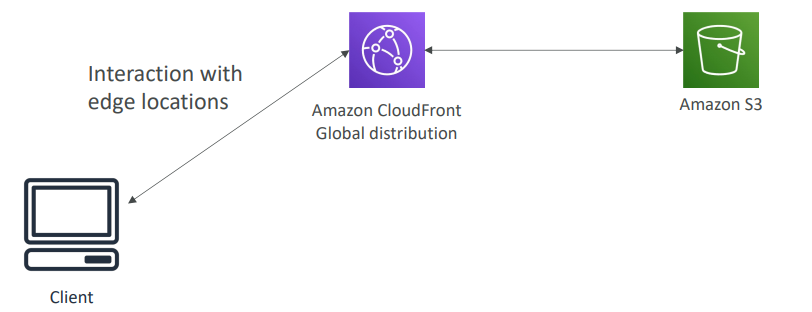 Interaction with
edge locations
Amazon CloudFront
Global distribution
Amazon S3
Client